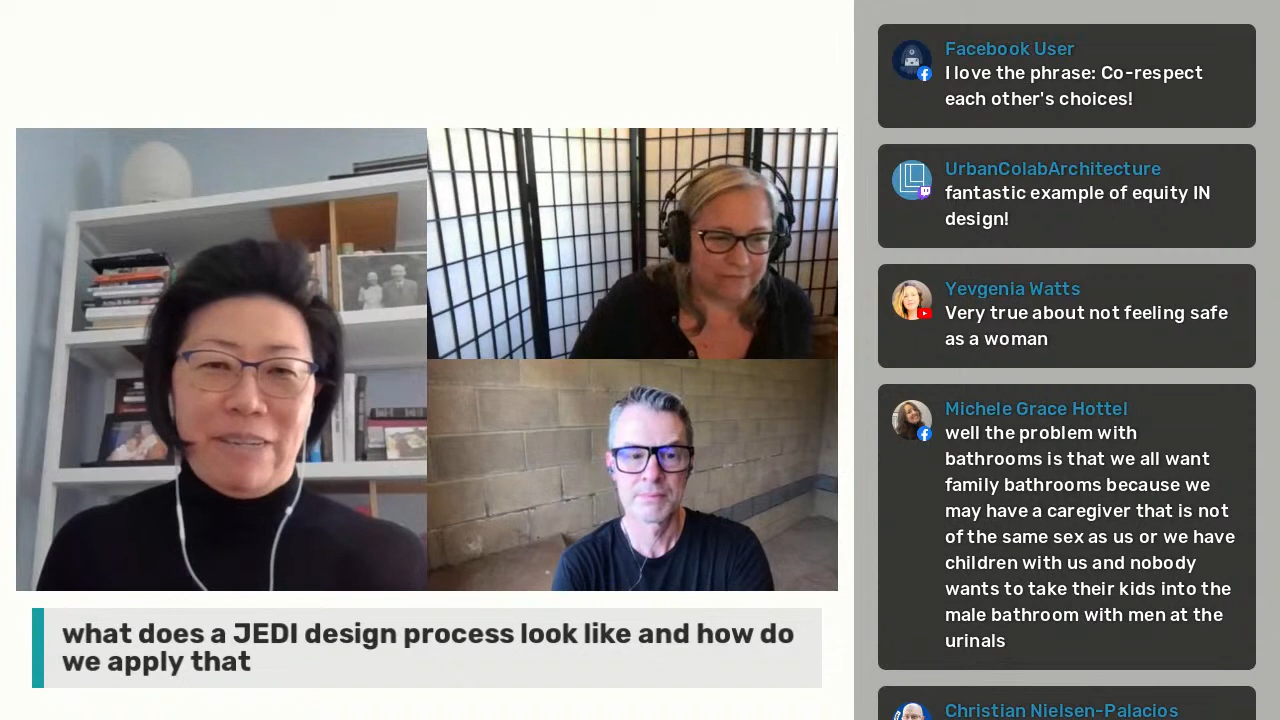 what does a JEDI design process look like and how do
we apply that
Facebook User
I love the phrase: Co-respect
each other's choices!
UrbanColabArchitecture
fantastic example of equity IN
design!
Yevgenia Watts
Very true about not feeling safe
as a woman
Michele Grace Hottel
well the problem with
bathrooms is that we all want
family bathrooms because we
may have a caregiver that is not
of the same sex as us or we have
children with us and nobody
wants to take their kids into the
male bathroom with men at the
urinals
Christian Nielsen-Palacios